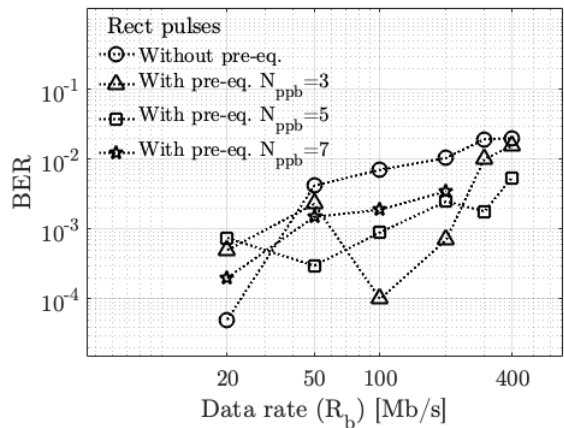 Rect pulses
Without pre-eq.
With pre-eq. N_ppb=3
With pre-eq. N_ppb=5
With pre-eq. N_ppb=7
BER
10^-1
10^-2
10^-3
10^-4
20 50 100 400
Data rate (R_b) [Mb/s]